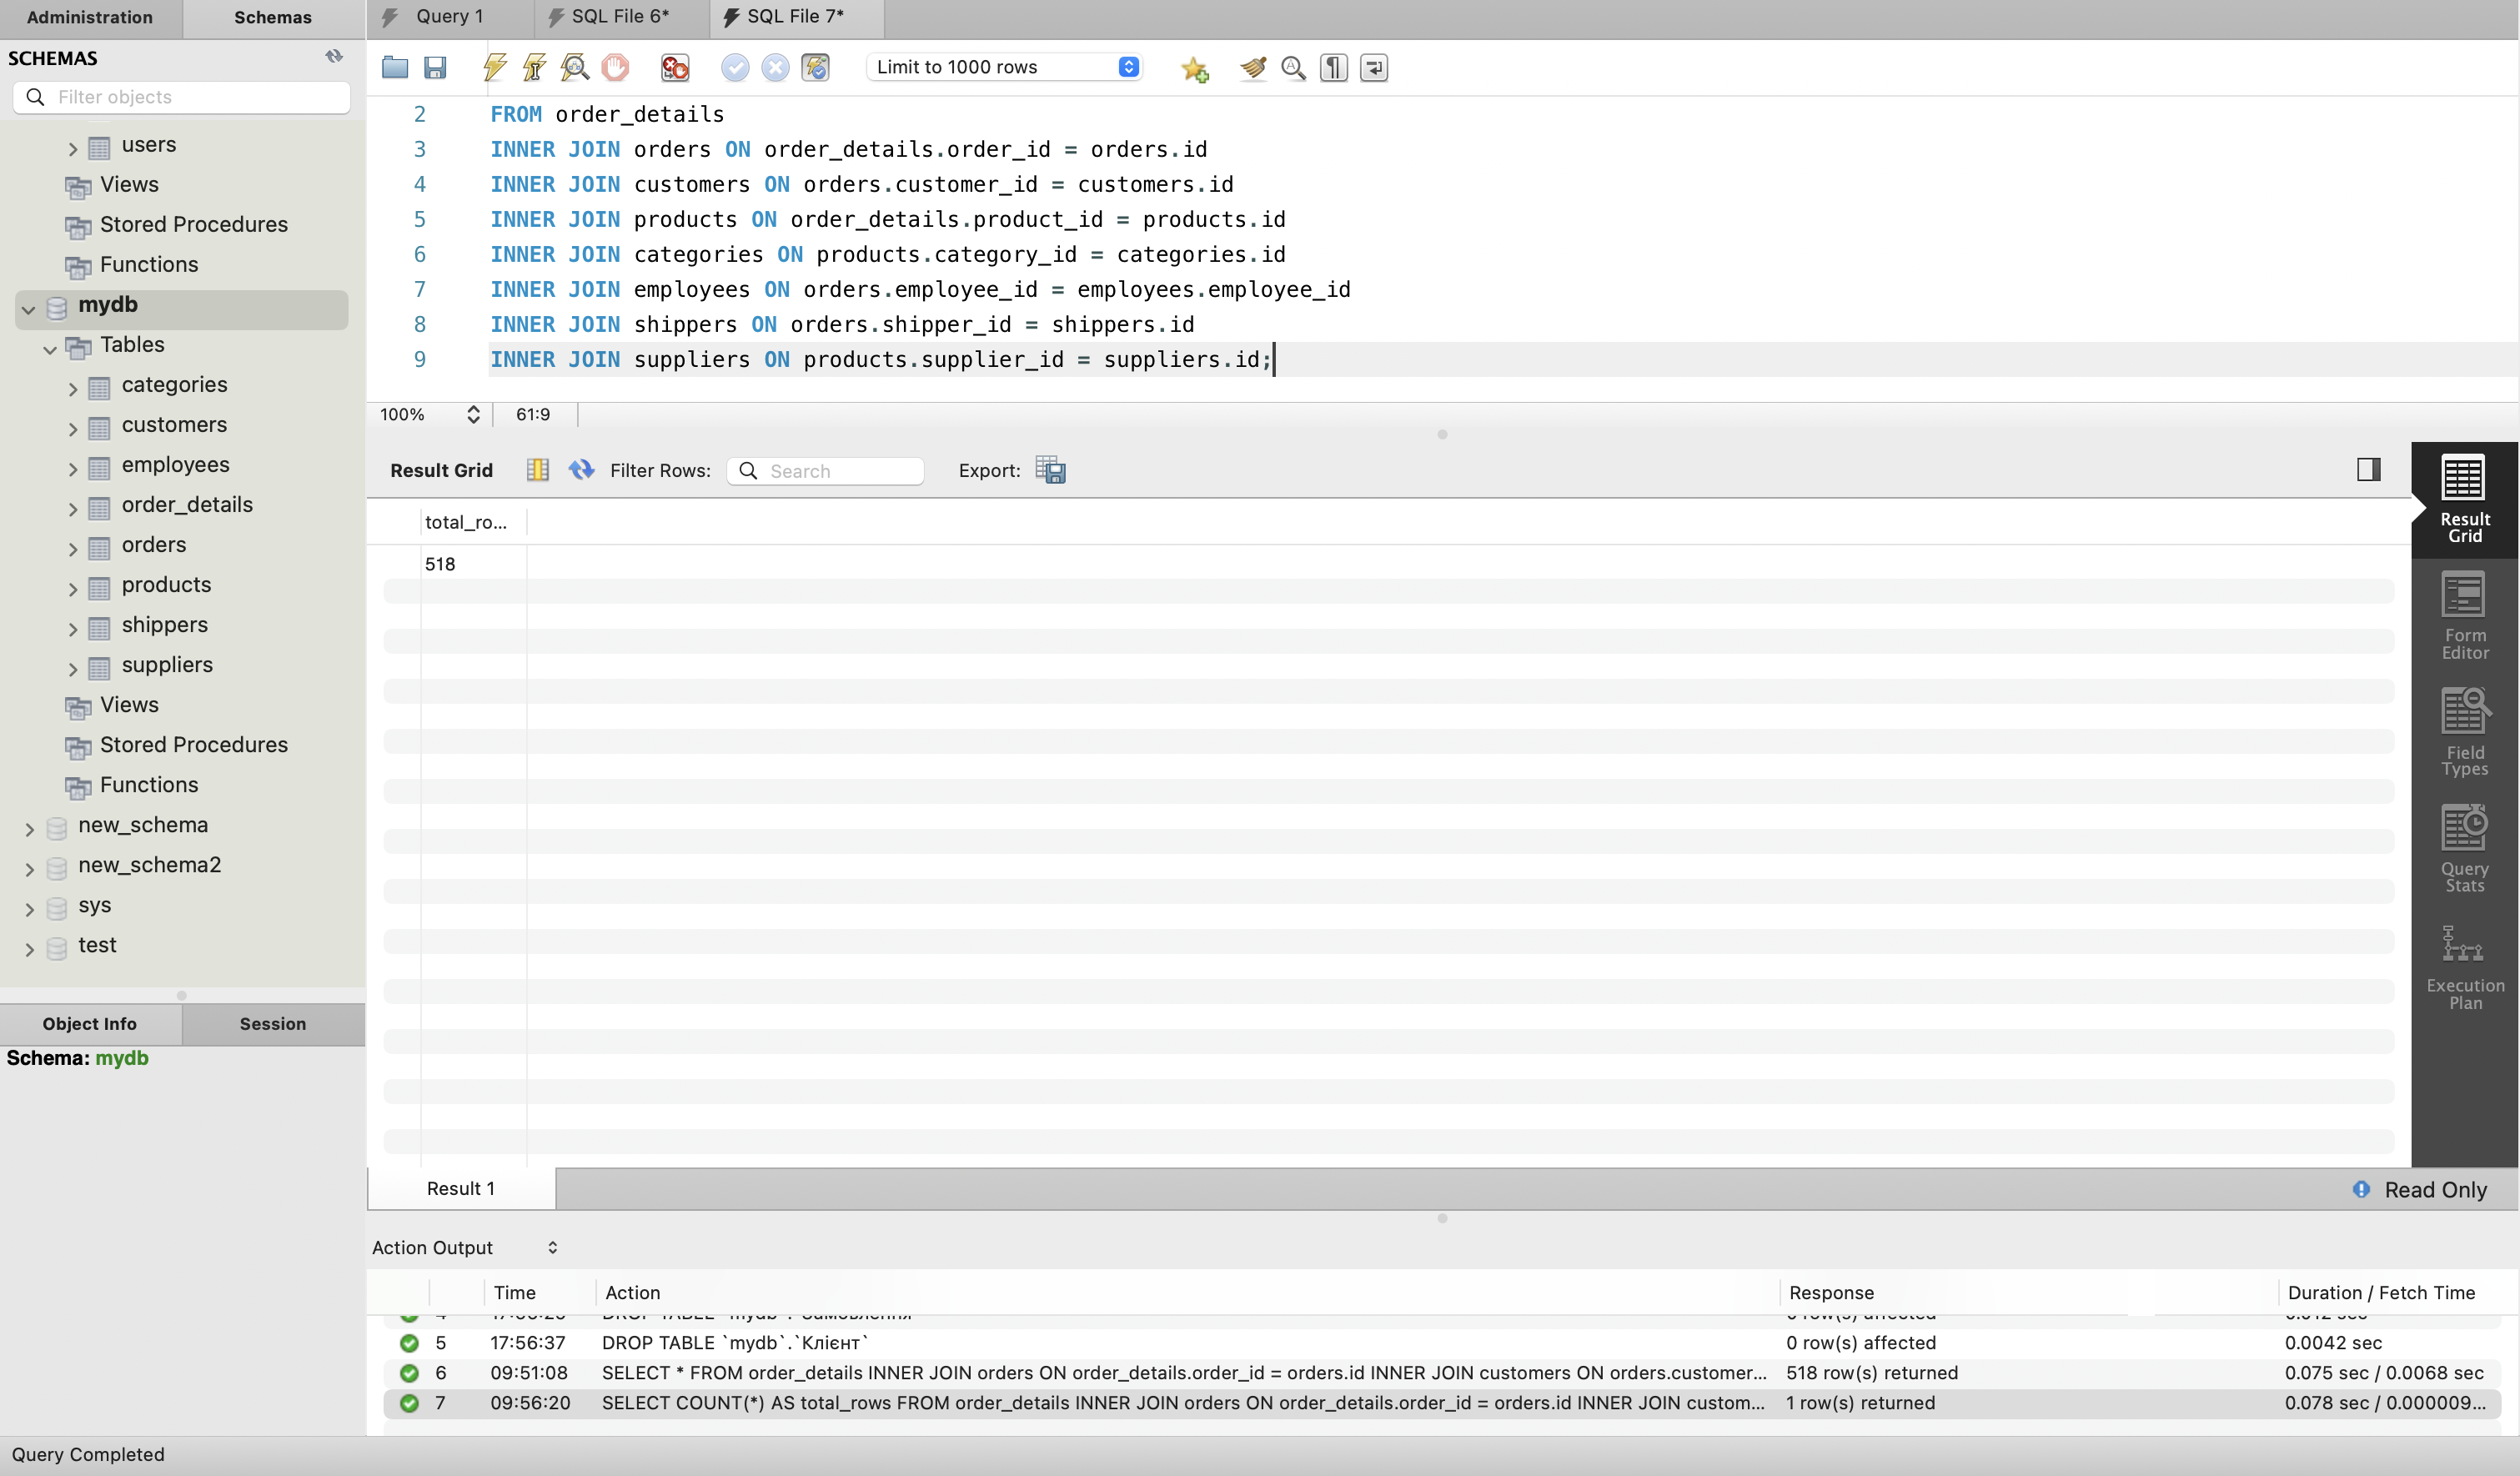 Administration
Schemas
Query 1
SQL File 6*
SQL File 7*
SCHEMAS
Filter objects
Limit to 1000 rows
users
Views
Stored Procedures
Functions
mydb
Tables
categories
customers
employees
order_details
orders
products
shippers
suppliers
Views
Stored Procedures
Functions
new_schema
new_schema2
sys
test
Object Info
Session
Schema: mydb
2 FROM order_details
3 INNER JOIN orders ON order_details.order_id = orders.id
4 INNER JOIN customers ON orders.customer_id = customers.id
5 INNER JOIN products ON order_details.product_id = products.id
6 INNER JOIN categories ON products.category_id = categories.id
7 INNER JOIN employees ON orders.employee_id = employees.employee_id
8 INNER JOIN shippers ON orders.shipper_id = shippers.id
9 INNER JOIN suppliers ON products.supplier_id = suppliers.id;
100%
61:9
Result Grid
Filter Rows:
Search
Export:
total_ro...
518
Result
Grid
Form
Editor
Field
Types
Query
Stats
Execution
Plan
Result 1
Read Only
Action Output
Time
Action
Response
Duration / Fetch Time
DROP TABLE `mydb`.`Замовлення`
0 row(s) affected
0.012 sec
5 17:56:37 DROP TABLE `mydb`.`Клієнт` 0 row(s) affected 0.0042 sec
6 09:51:08 SELECT * FROM order_details INNER JOIN orders ON order_details.order_id = orders.id INNER JOIN customers ON orders.customer... 518 row(s) returned 0.075 sec / 0.0068 sec
7 09:56:20 SELECT COUNT(*) AS total_rows FROM order_details INNER JOIN orders ON order_details.order_id = orders.id INNER JOIN custom... 1 row(s) returned 0.078 sec / 0.000009...
Query Completed